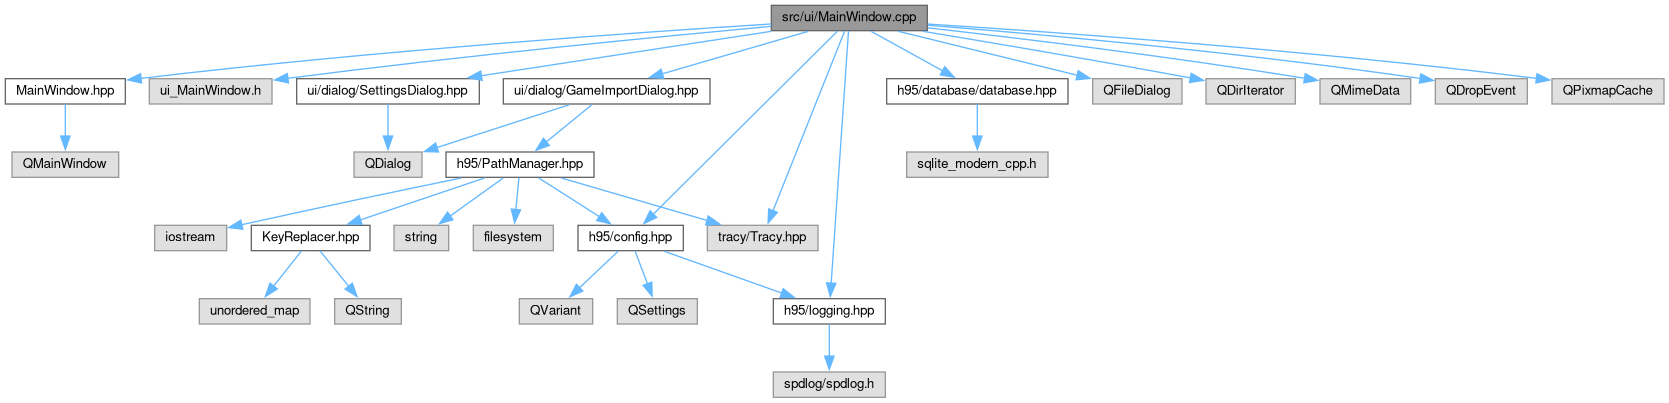 src/ui/MainWindow.cpp
MainWindow.hpp
ui_MainWindow.h
ui/dialog/SettingsDialog.hpp
ui/dialog/GameImportDialog.hpp
h95/database/database.hpp
QFileDialog
QDirIterator
QMimeData
QDropEvent
QPixmapCache
QMainWindow
QDialog
h95/PathManager.hpp
sqlite_modern_cpp.h
iostream
KeyReplacer.hpp
string
filesystem
h95/config.hpp
tracy/Tracy.hpp
unordered_map
QString
QVariant
QSettings
h95/logging.hpp
spdlog/spdlog.h